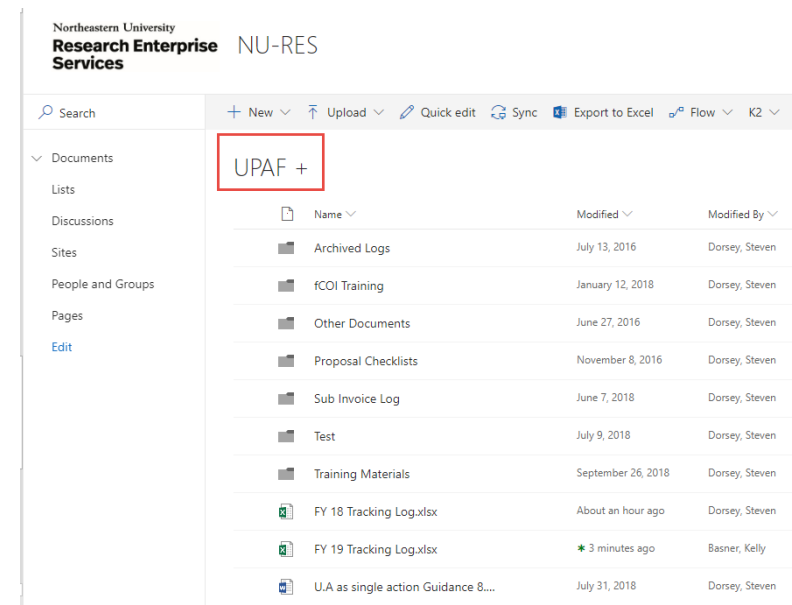 Northeastern University
Research Enterprise
Services
NU-RES
Search
New Upload Quick edit Sync Export to Excel Flow K2
Documents
Lists
Discussions
Sites
People and Groups
Pages
Edit
UPAF +
Name Modified Modified By
Archived Logs July 13, 2016 Dorsey, Steven
fCOI Training January 12, 2018 Dorsey, Steven
Other Documents June 27, 2016 Dorsey, Steven
Proposal Checklists November 8, 2016 Dorsey, Steven
Sub Invoice Log June 7, 2018 Dorsey, Steven
Test July 9, 2018 Dorsey, Steven
Training Materials September 26, 2018 Dorsey, Steven
FY 18 Tracking Log.xlsx About an hour ago Dorsey, Steven
FY 19 Tracking Log.xlsx 3 minutes ago Basner, Kelly
U.A as single action Guidance 8.... July 31, 2018 Dorsey, Steven